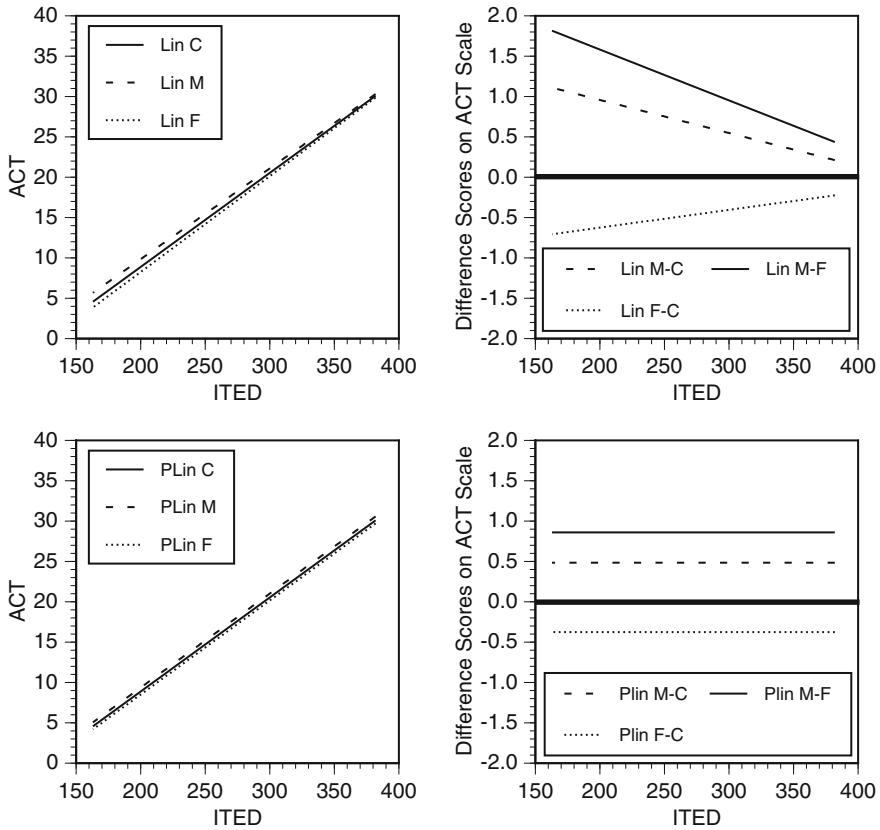 40
35
30
25
20
15
10
5
0
ACT
Lin C
Lin M
Lin F
150 200 250 300 350 400
ITED
2.0
1.5
1.0
0.5
0.0
-0.5
-1.0
-1.5
-2.0
Difference Scores on ACT Scale
Lin M-C Lin M-F
Lin F-C
150 200 250 300 350 400
ITED
40
35
30
25
20
15
10
5
0
ACT
PLin C
PLin M
PLin F
150 200 250 300 350 400
ITED
2.0
1.5
1.0
0.5
0.0
-0.5
-1.0
-1.5
-2.0
Difference Scores on ACT Scale
Plin M-C Plin M-F
Plin F-C
150 200 250 300 350 400
ITED